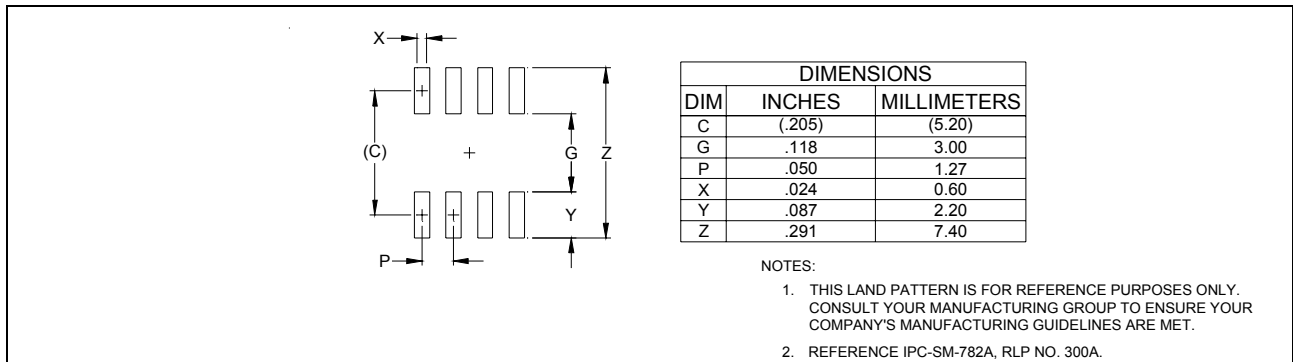 X
(C)
G
Z
Y
P
DIMENSIONS
DIM INCHES MILLIMETERS
C (.205) (5.20)
G .118 3.00
P .050 1.27
X .024 0.60
Y .087 2.20
Z .291 7.40
NOTES:
1. THIS LAND PATTERN IS FOR REFERENCE PURPOSES ONLY.
CONSULT YOUR MANUFACTURING GROUP TO ENSURE YOUR
COMPANY'S MANUFACTURING GUIDELINES ARE MET.
2. REFERENCE IPC-SM-782A, RLP NO. 300A.